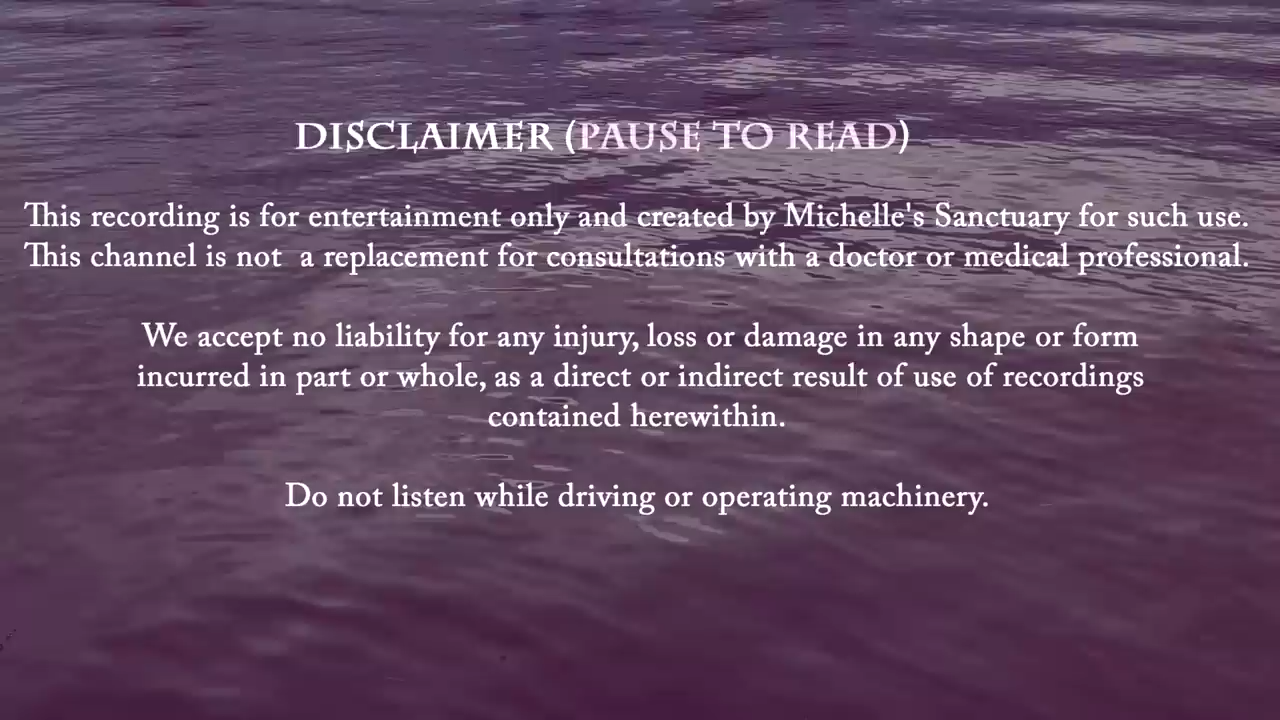 DISCLAIMER (PAUSE TO READ)
This recording is for entertainment only and created by Michelle's Sanctuary for such use.
This channel is not  a replacement for consultations with a doctor or medical professional.
We accept no liability for any injury, loss or damage in any shape or form
incurred in part or whole, as a direct or indirect result of use of recordings
contained herewithin.
Do not listen while driving or operating machinery.